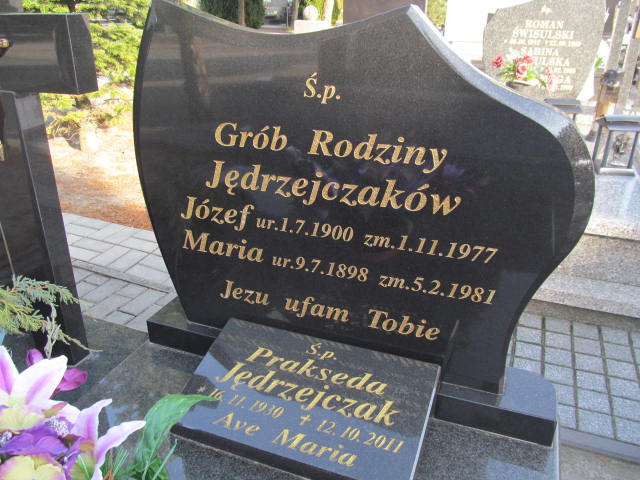 Ś.p.
Grób Rodziny
Jędrzejczaków
Józef ur.1.7.1900 zm.1.11.1977
Maria ur.9.7.1898 zm.5.2.1981
Jezu ufam Tobie
Ś.p.
Prakseda
Jędrzejczak
* 16.11.1930 + 12.10.2011
Ave Maria
ROMAN
ŚWISULSKI
SABINA